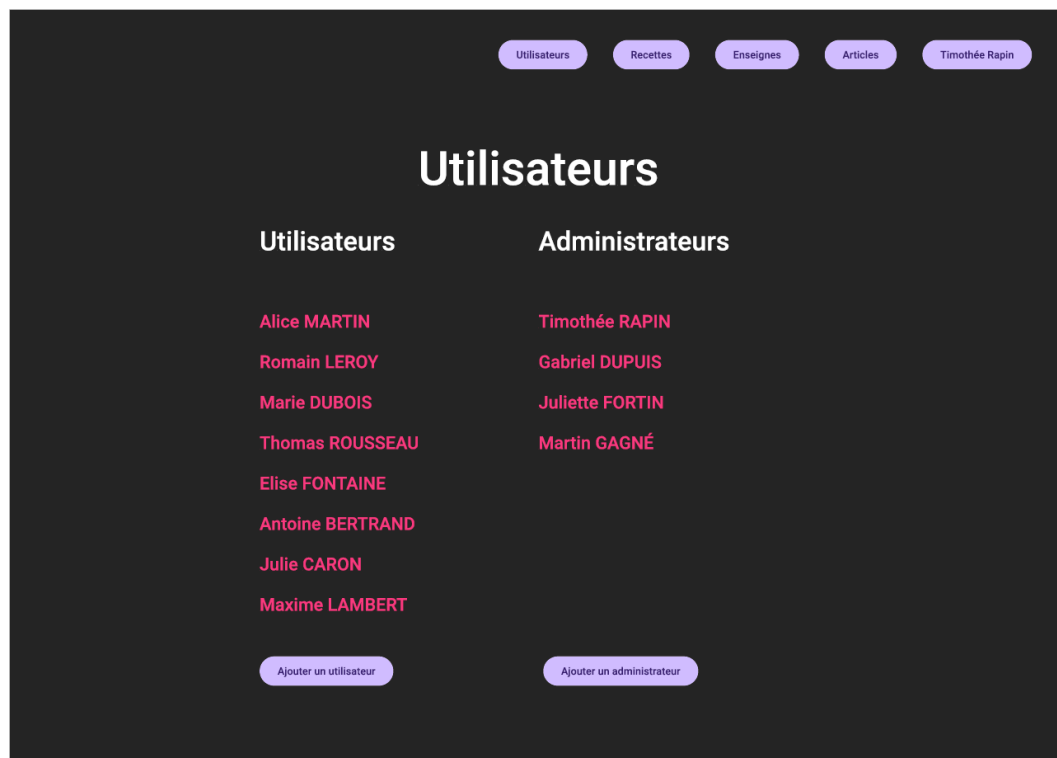 Utilisateurs
Recettes
Enseignes
Articles
Timothée Rapin
Utilisateurs
Utilisateurs
Alice MARTIN
Romain LEROY
Marie DUBOIS
Thomas ROUSSEAU
Elise FONTAINE
Antoine BERTRAND
Julie CARON
Maxime LAMBERT
Ajouter un utilisateur
Administrateurs
Timothée RAPIN
Gabriel DUPUIS
Juliette FORTIN
Martin GAGNÉ
Ajouter un administrateur